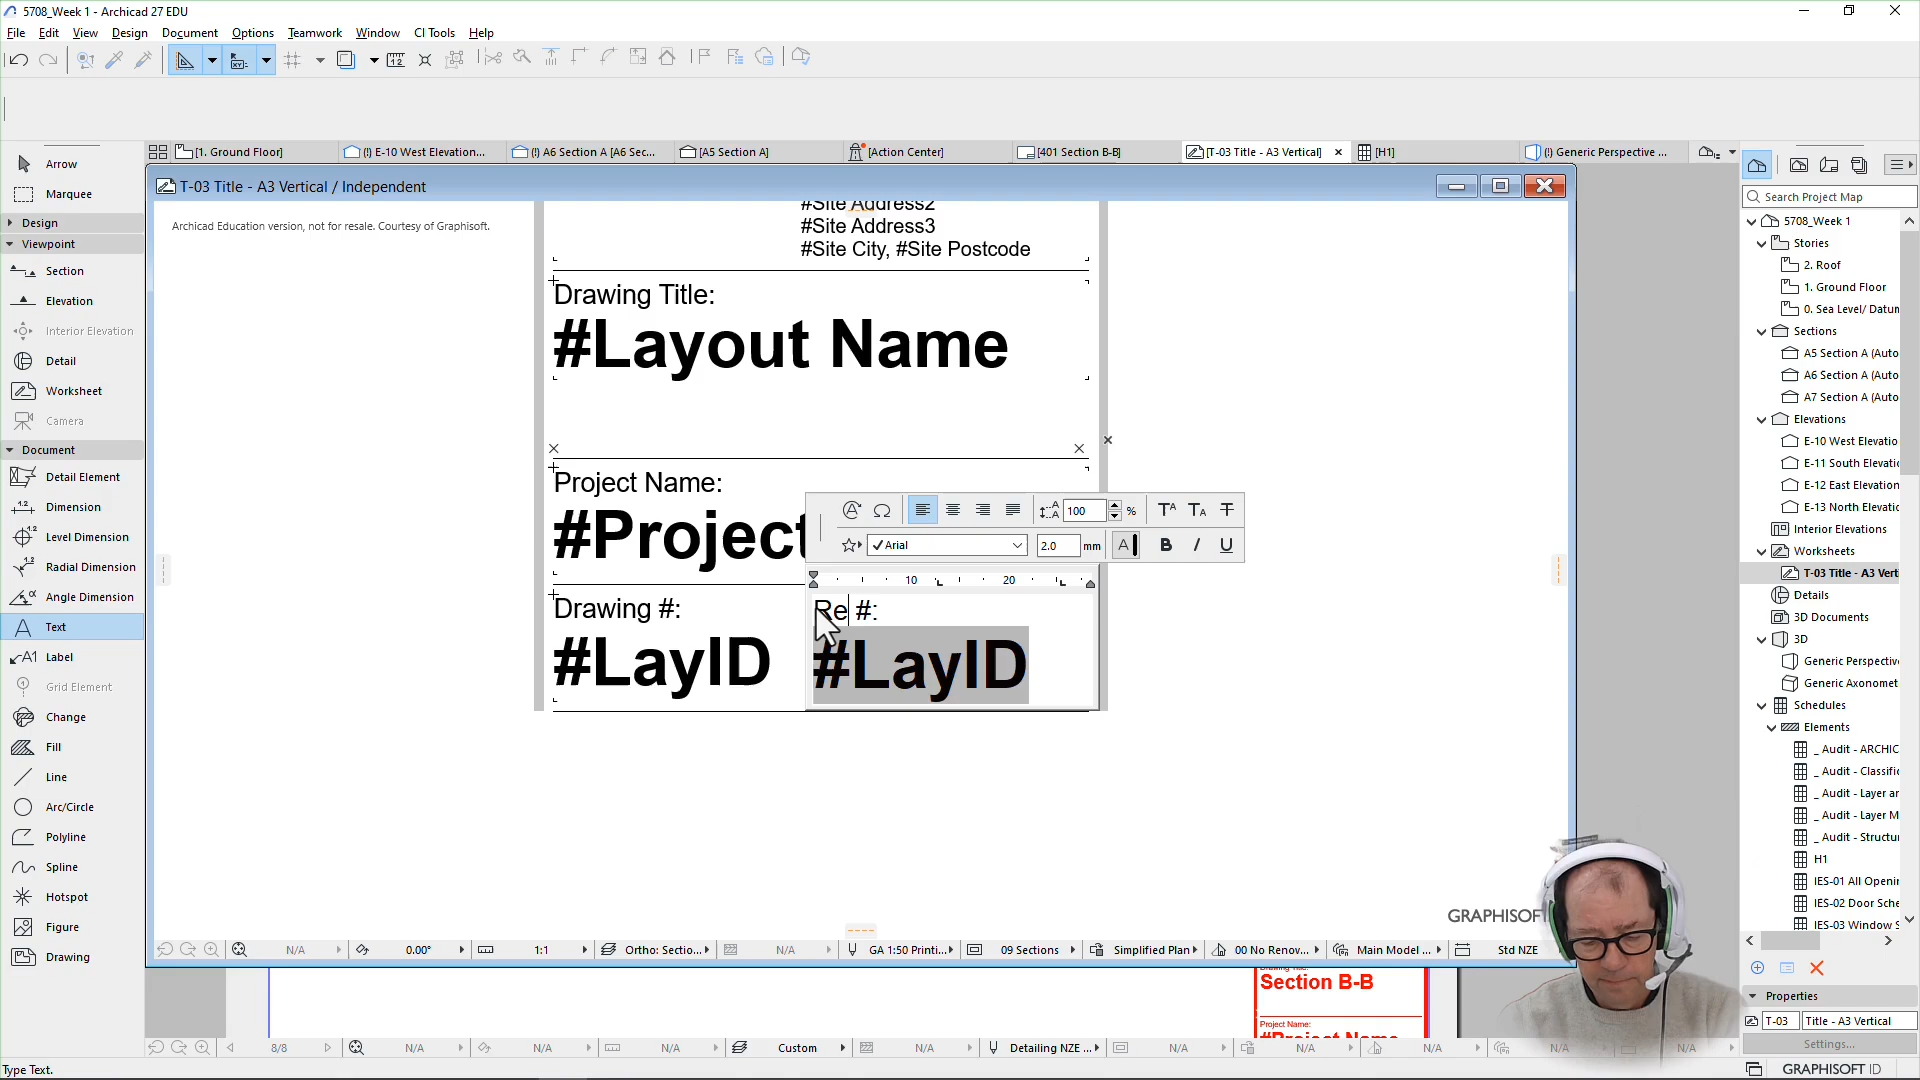 5708_Week 1 - Archicad 27 EDU
File Edit View Design Document Options Teamwork Window CI Tools Help
[1. Ground Floor]
(!) E-10 West Elevation...
(!) A6 Section A [A6 Sec...
[A5 Section A]
[Action Center]
[401 Section B-B]
[T-03 Title - A3 Vertical]
[H1]
(!) Generic Perspective ...
Arrow
Marquee
Design
Viewpoint
Section
Elevation
Interior Elevation
Detail
Worksheet
Camera
Document
Detail Element
Dimension
Level Dimension
Radial Dimension
Angle Dimension
Text
Label
Grid Element
Change
Fill
Line
Arc/Circle
Polyline
Spline
Hotspot
Figure
Drawing
T-03 Title - A3 Vertical / Independent
Archicad Education version, not for resale. Courtesy of Graphisoft.
#Site Address2
#Site Address3
#Site City, #Site Postcode
Drawing Title:
#Layout Name
Project Name:
#Project
100 %
Arial 2.0 mm A B I U
10 20
Drawing #:
#LayID
Re #:
#LayID
GRAPHISOFT
N/A 0.00° 1:1 Ortho: Sectio... N/A GA 1:50 Printi... 09 Sections Simplified Plan 00 No Renov... Main Model ... Std NZE
Drawing Title:
Section B-B
Project Name:
8/8 N/A N/A N/A Custom N/A Detailing NZE ... N/A N/A N/A N/A N/A
Type Text.
Search Project Map
5708_Week 1
Stories
2. Roof
1. Ground Floor
0. Sea Level/ Datun
Sections
A5 Section A (Auto
A6 Section A (Auto
A7 Section A (Auto
Elevations
E-10 West Elevatio
E-11 South Elevatio
E-12 East Elevation
E-13 North Elevatio
Interior Elevations
Worksheets
T-03 Title - A3 Verti
Details
3D Documents
3D
Generic Perspective
Generic Axonomet
Schedules
Elements
_ Audit - ARCHIC
_ Audit - Classific
_ Audit - Layer ar
_ Audit - Layer M
_ Audit - Structur
H1
IES-01 All Openin
IES-02 Door Sche
IES-03 Window S
Properties
T-03 Title - A3 Vertical
Settings...
GRAPHISOFT ID